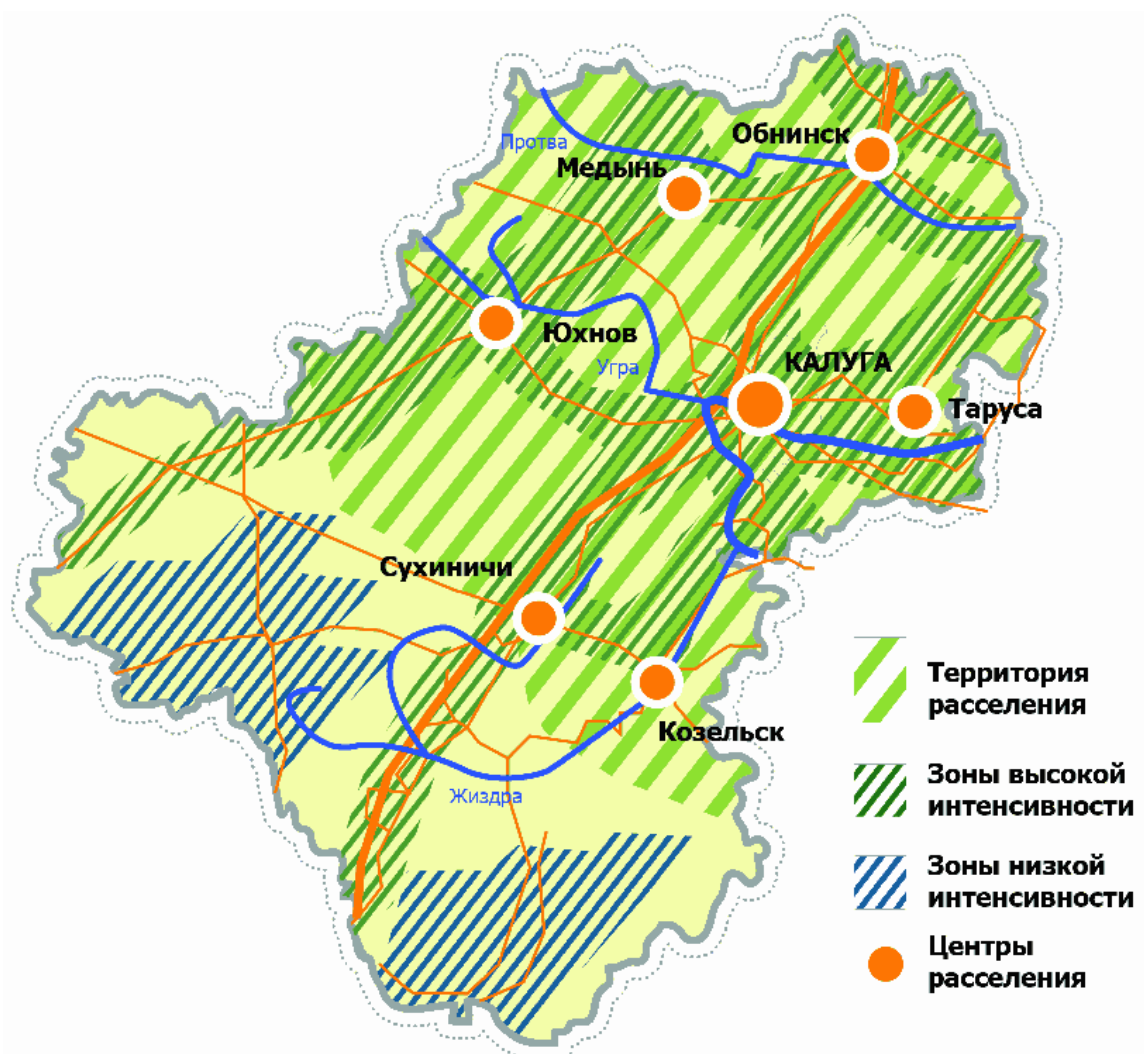 Обнинск
Протва
Медынь
Юхнов
Угра
КАЛУГА
Таруса
Сухиничи
Козельск
Жиздра
Территория
расселения
Зоны высокой
интенсивности
Зоны низкой
интенсивности
Центры
расселения